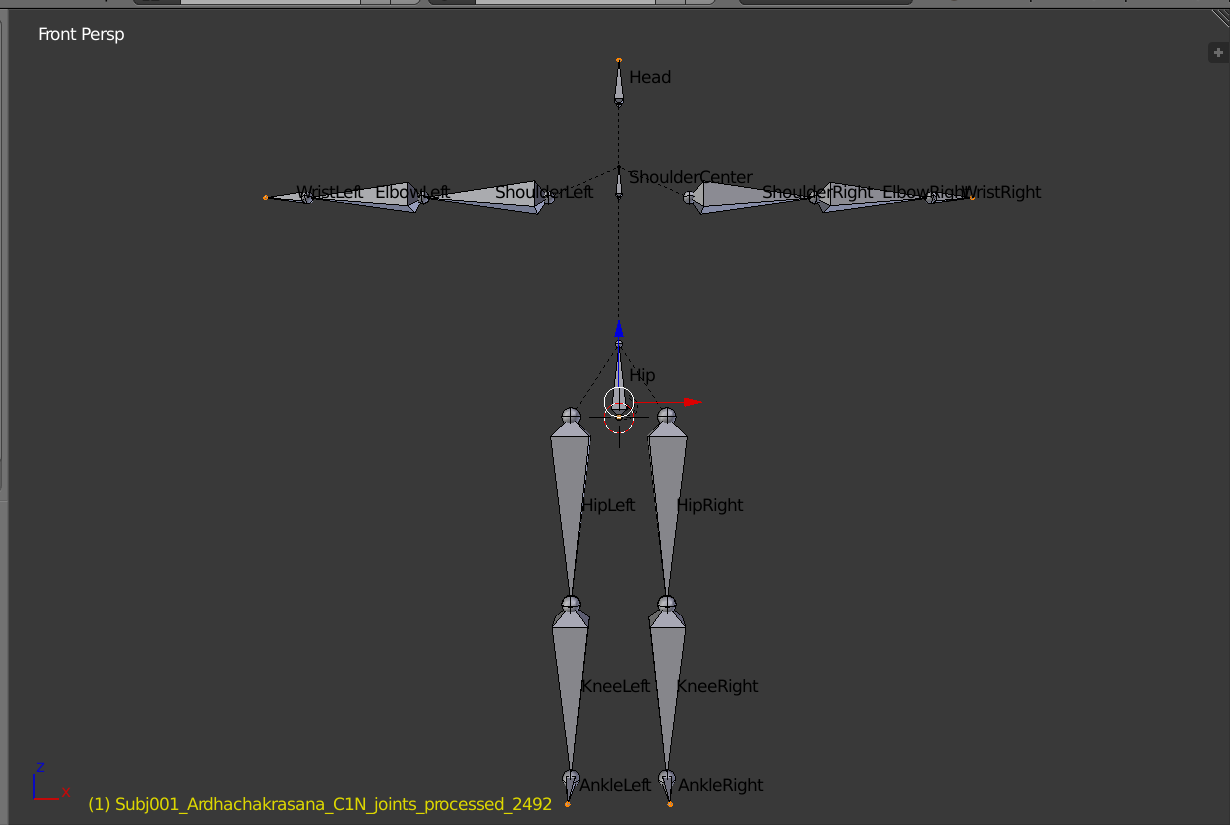 Front Persp
Head
ShoulderCenter
WristLeft ElbowLeft ShoulderLeft ShoulderRight ElbowRight WristRight
Hip
HipLeft HipRight
KneeLeft KneeRight
AnkleLeft AnkleRight
Z
X
(1) Subj001_Ardhachakrasana_C1N_joints_processed_2492